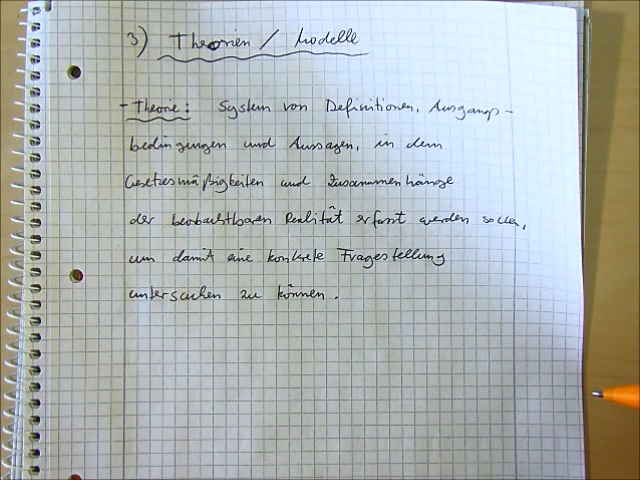 3) Theorien / Modelle
- Theorie: System von Definitionen, Ausgangs-
bedingungen und Aussagen, in dem
Gesetzesmäßigkeiten und Zusammenhänge
der beobachtbaren Realität erfasst werden sollen,
um damit eine konkrete Fragestellung
untersuchen zu können.